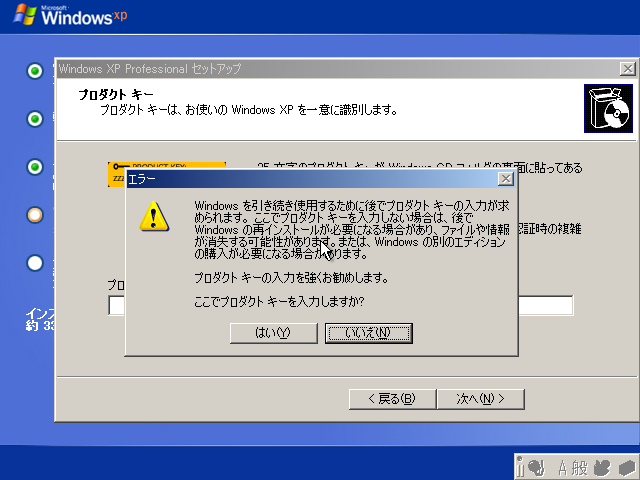 Microsoft
Windows xp
Windows XP Professional セットアップ
プロダクト キー
プロダクト キーは、お使いの Windows XP を一意に識別します。
PRODUCT KEY:
zzz
25 文字のプロダクト キーが Windows CD フォルダの裏面に貼ってある
エラー
Windows を引き続き使用するために後でプロダクト キーの入力が求
められます。 ここでプロダクト キーを入力しない場合は、後で
Windows の再インストールが必要になる場合があり、ファイルや情報
が消失する可能性があります。または、Windows の別のエディション
の購入が必要になる場合があります。
認証時の複雑
プロダクト キーの入力を強くお勧めします。
プロ
ここでプロダクト キーを入力しますか?
インス
約 33
はい(Y)
いいえ(N)
< 戻る(B)
次へ(N) >
A 般